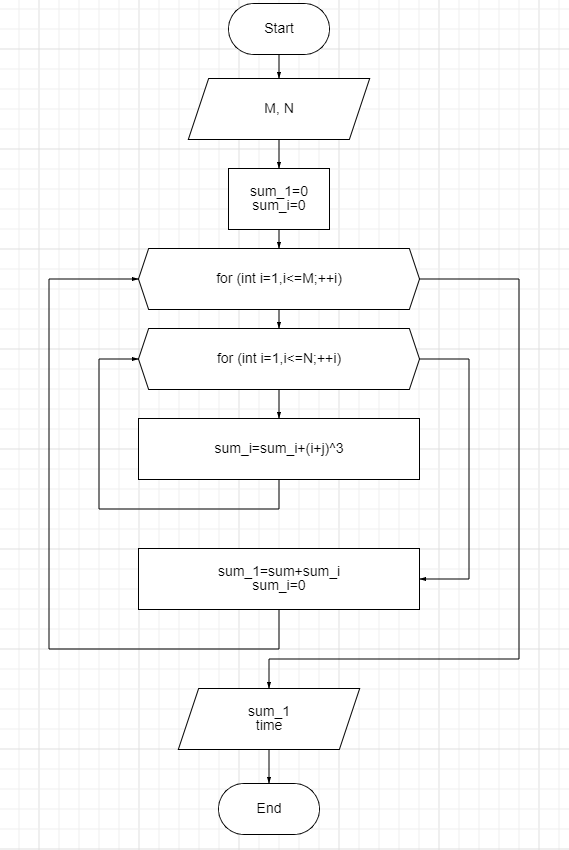 Start
M, N
sum_1=0
sum_i=0
for (int i=1,i<=M;++i)
for (int i=1,i<=N;++i)
sum_i=sum_i+(i+j)^3
sum_1=sum+sum_i
sum_i=0
sum_1
time
End